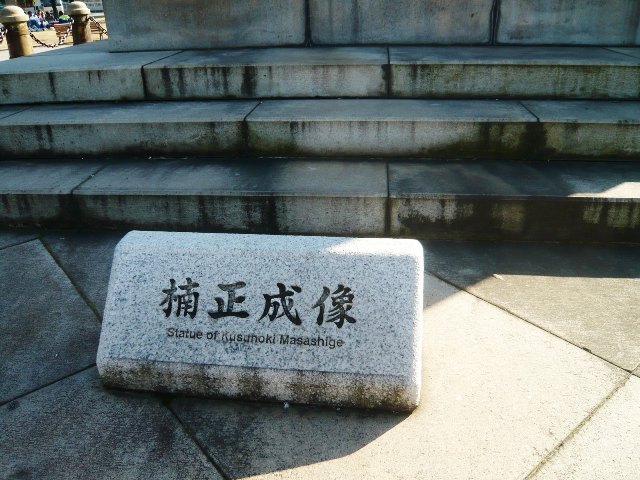 楠正成像
Statue of Kusunoki Masashige